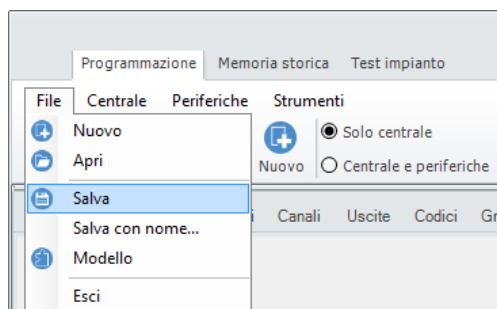 Programmazione Memoria storica Test impianto
File Centrale Periferiche Strumenti
Nuovo
Apri
Salva
Salva con nome...
Modello
Esci
Nuovo
Solo centrale
Centrale e periferiche
Canali Uscite Codici